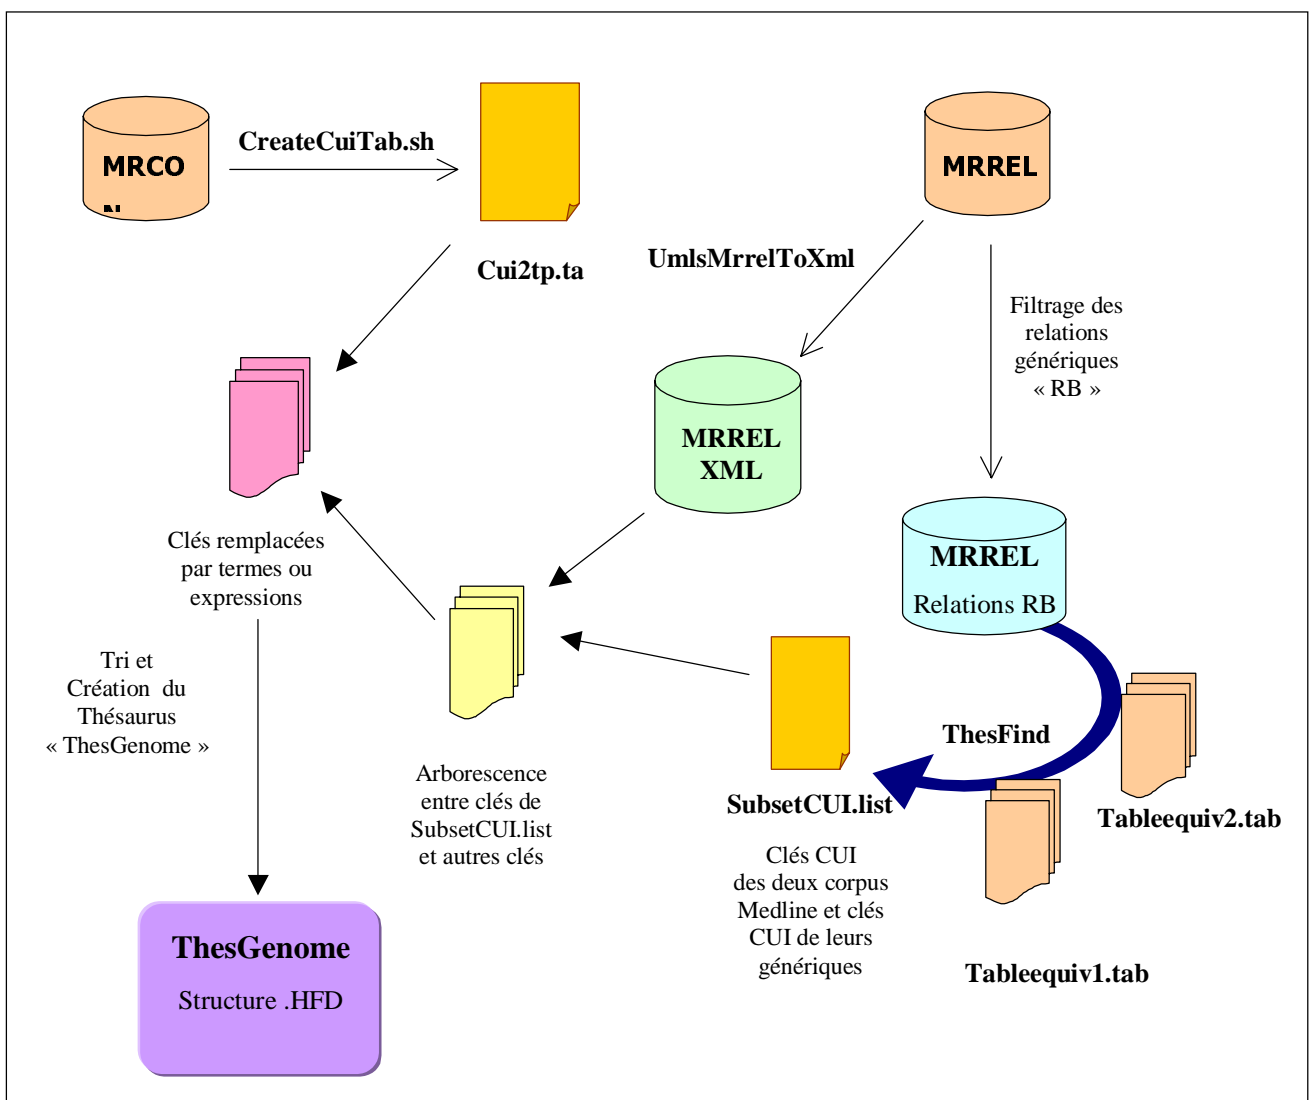 CreateCuiTab.sh
MRCO
MRREL
Cui2tp.ta
UmlsMrrelToXml
Filtrage des
relations
génériques
« RB »
MRREL
XML
Clés remplacées
par termes ou
expressions
MRREL
Relations RB
Tri et
Création du
Thésaurus
« ThesGenome »
ThesFind
Arborescence
entre clés de
SubsetCUI.list
et autres clés
SubsetCUI.list
Tableequiv2.tab
Clés CUI
des deux corpus
Medline et clés
CUI de leurs
génériques
Tableequiv1.tab
ThesGenome
Structure .HFD